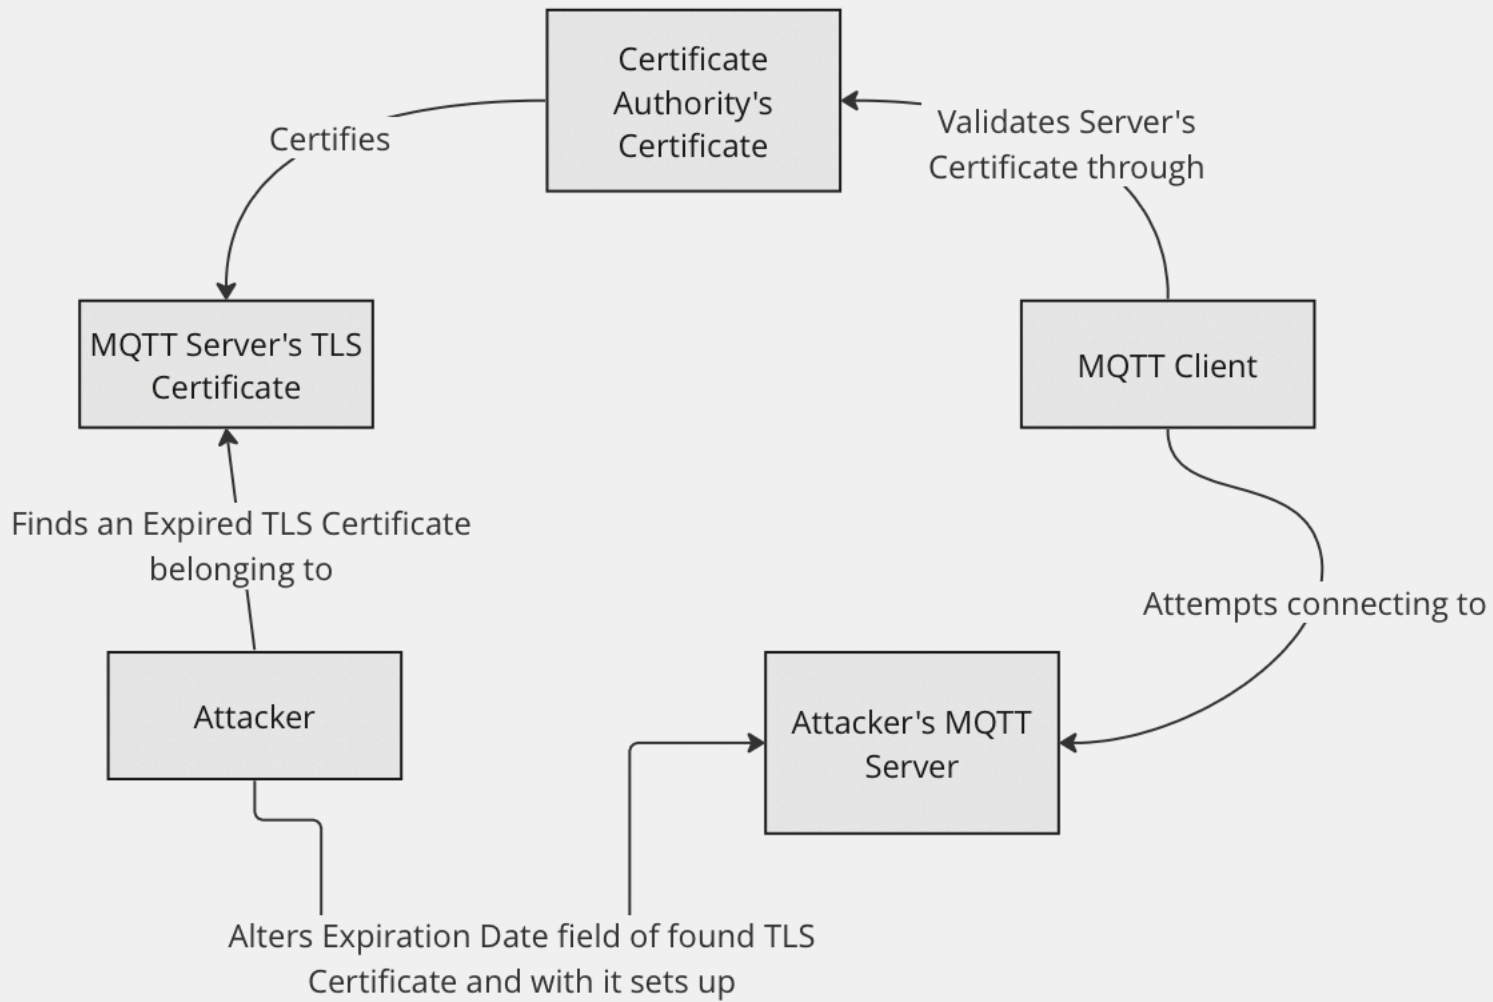 Certificate
Authority's
Certificate
Certifies
Validates Server's
Certificate through
MQTT Server's TLS
Certificate
MQTT Client
Finds an Expired TLS Certificate
belonging to
Attempts connecting to
Attacker
Attacker's MQTT
Server
Alters Expiration Date field of found TLS
Certificate and with it sets up